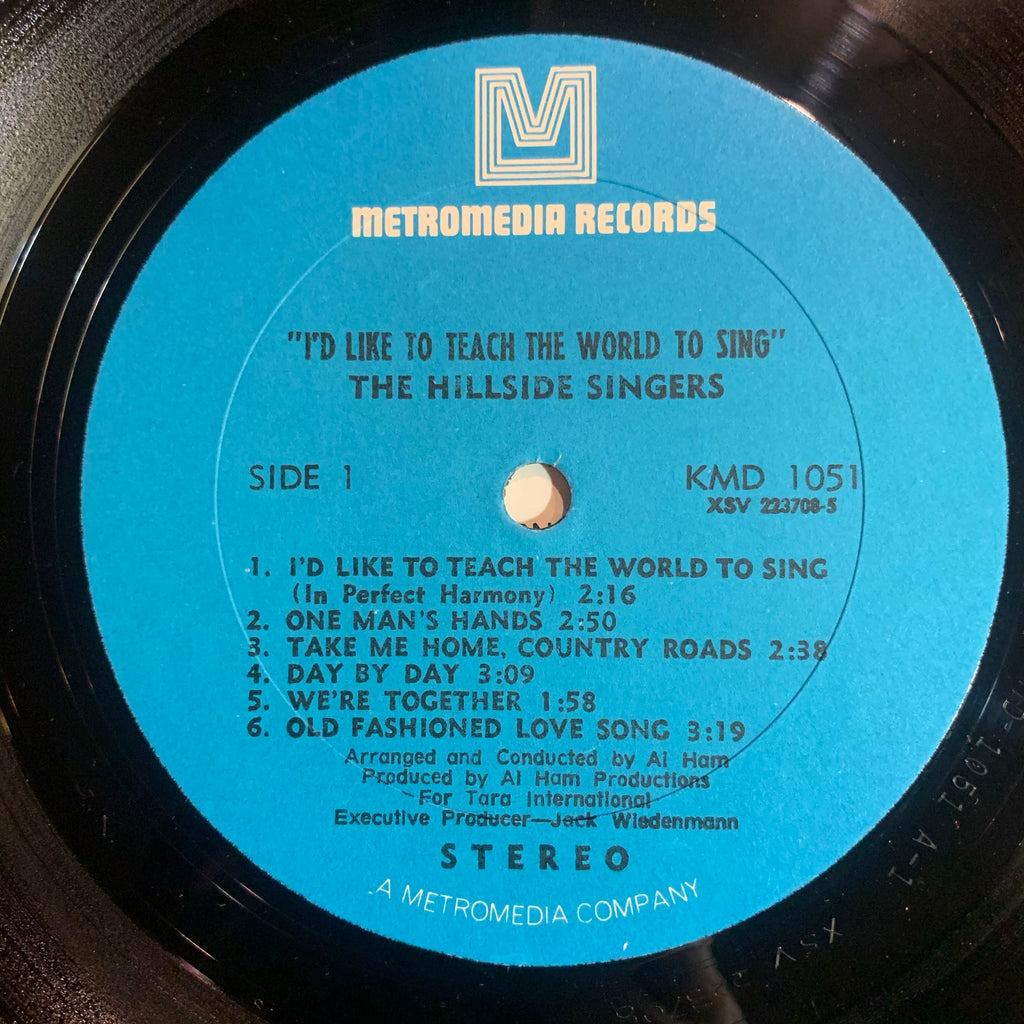 METROMEDIA RECORDS
"I'D LIKE TO TEACH THE WORLD TO SING"
THE HILLSIDE SINGERS
SIDE 1
KMD 1051
XSV 223708-S
1. I'D LIKE TO TEACH THE WORLD TO SING
(In Perfect Harmony) 2:16
2. ONE MAN'S HANDS 2:50
3. TAKE ME HOME, COUNTRY ROADS 2:38
4. DAY BY DAY 3:09
5. WE'RE TOGETHER 1:58
6. OLD FASHIONED LOVE SONG 3:19
Arranged and Conducted by Al Ham
Produced by Al Ham Productions
For Tara International
Executive Producer—Jack Wiedenmann
STEREO
A METROMEDIA COMPANY
1051 A-1
XSV